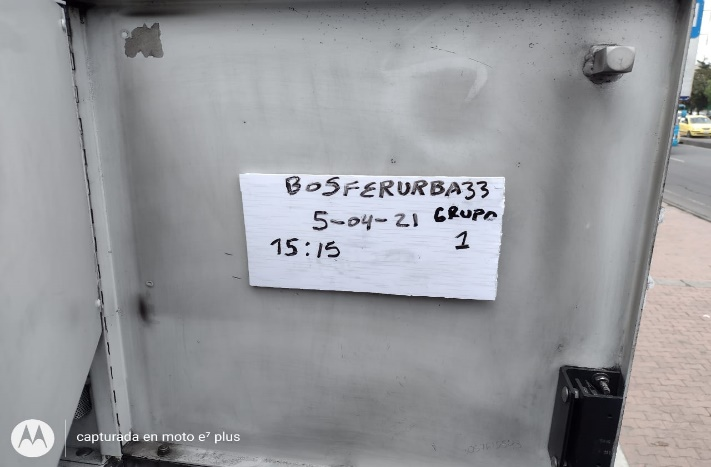 BOSFERURBA33
5-04-21 GRUPO
15:15 1
capturada en moto e⁷ plus